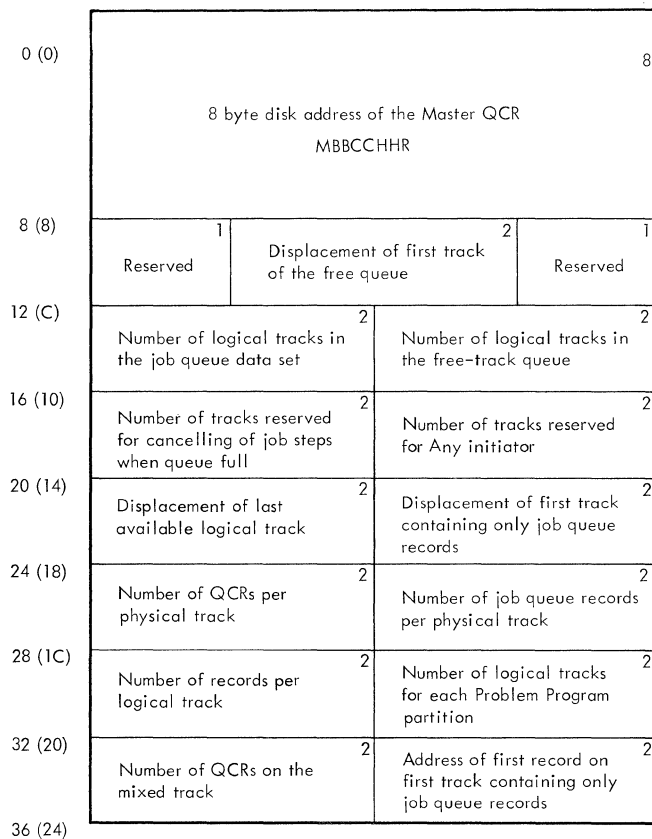 0 (0)
8
8 byte disk address of the Master QCR
MBBCCHHR
8 (8)
1
Reserved
2
Displacement of first track
of the free queue
1
Reserved
12 (C)
2
Number of logical tracks in
the job queue data set
2
Number of logical tracks in
the free-track queue
16 (10)
2
Number of tracks reserved
for cancelling of job steps
when queue full
2
Number of tracks reserved
for Any initiator
20 (14)
2
Displacement of last
available logical track
2
Displacement of first track
containing only job queue
records
24 (18)
2
Number of QCRs per
physical track
2
Number of job queue records
per physical track
28 (1C)
2
Number of records per
logical track
2
Number of logical tracks
for each Problem Program
partition
32 (20)
2
Number of QCRs on the
mixed track
2
Address of first record on
first track containing only
job queue records
36 (24)